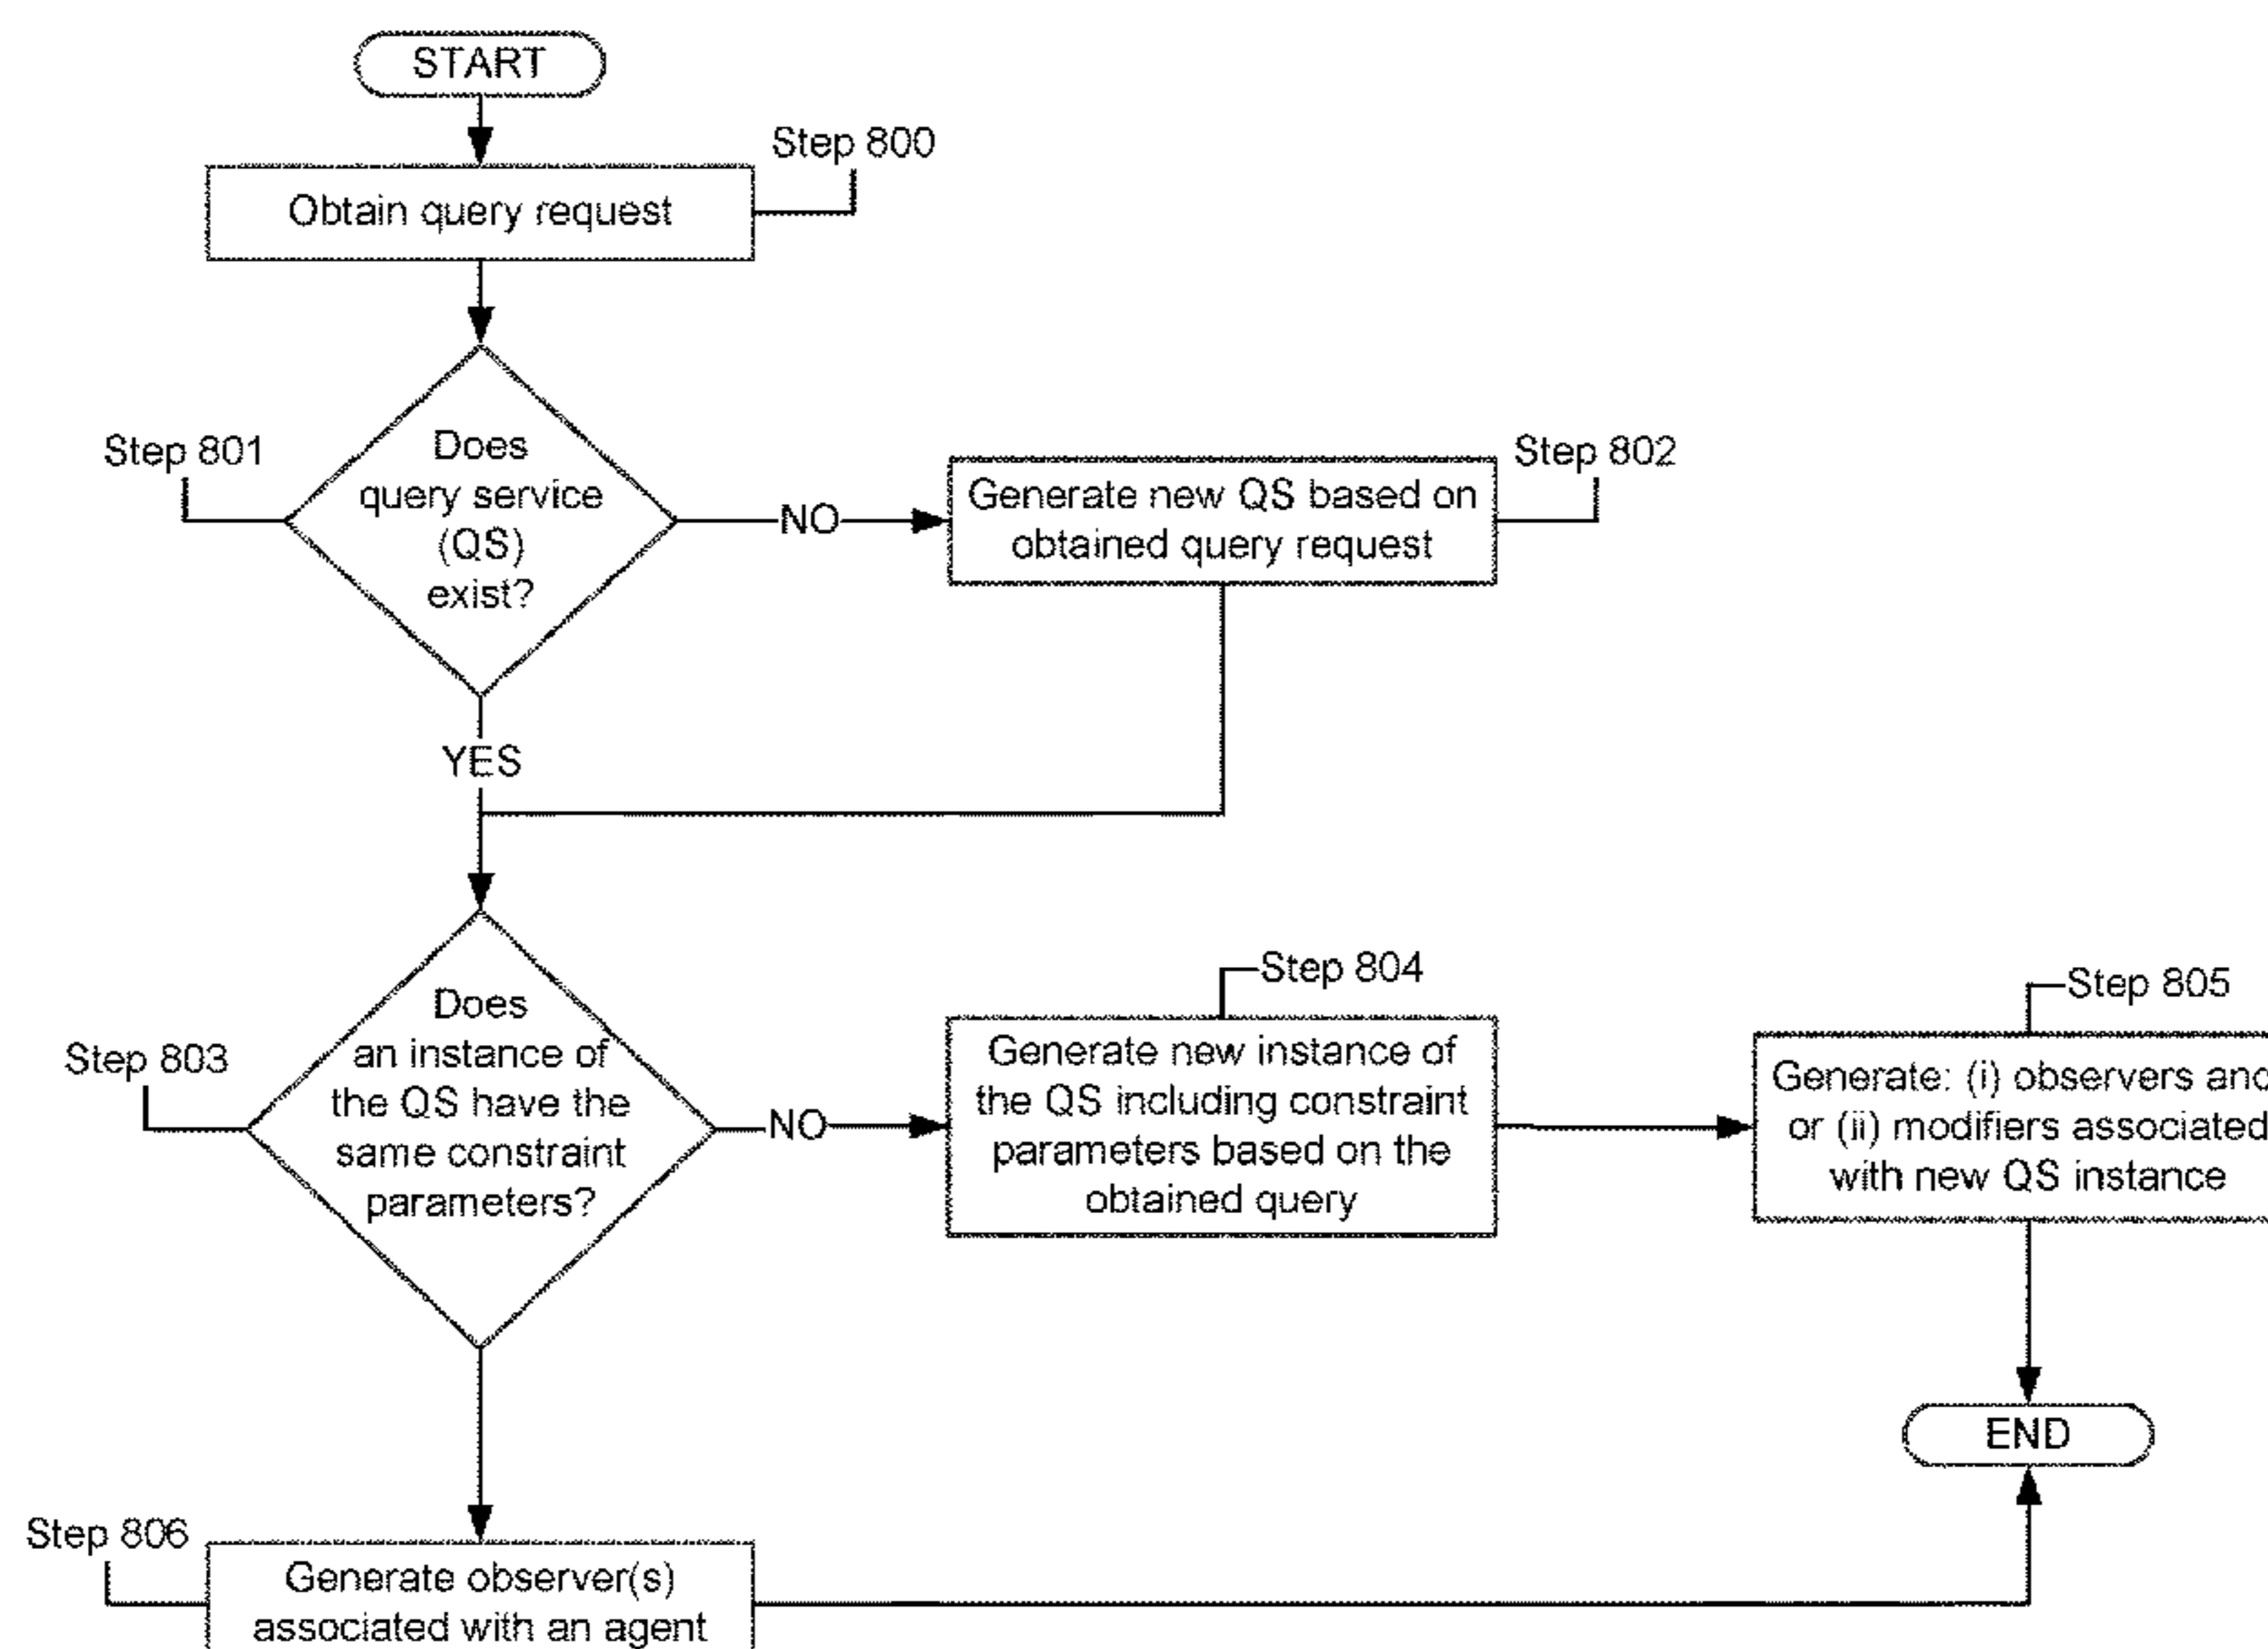 START
Step 800
Obtain query request
Step 801
Does
query service
(QS)
exist?
NO
Step 802
Generate new QS based on
obtained query request
YES
Step 803
Does
an instance of
the QS have the
same constraint
parameters?
NO
Step 804
Generate new instance of
the QS including constraint
parameters based on the
obtained query
Step 805
Generate: (i) observers and
or (ii) modifiers associated
with new QS instance
END
Step 806
Generate observer(s)
associated with an agent